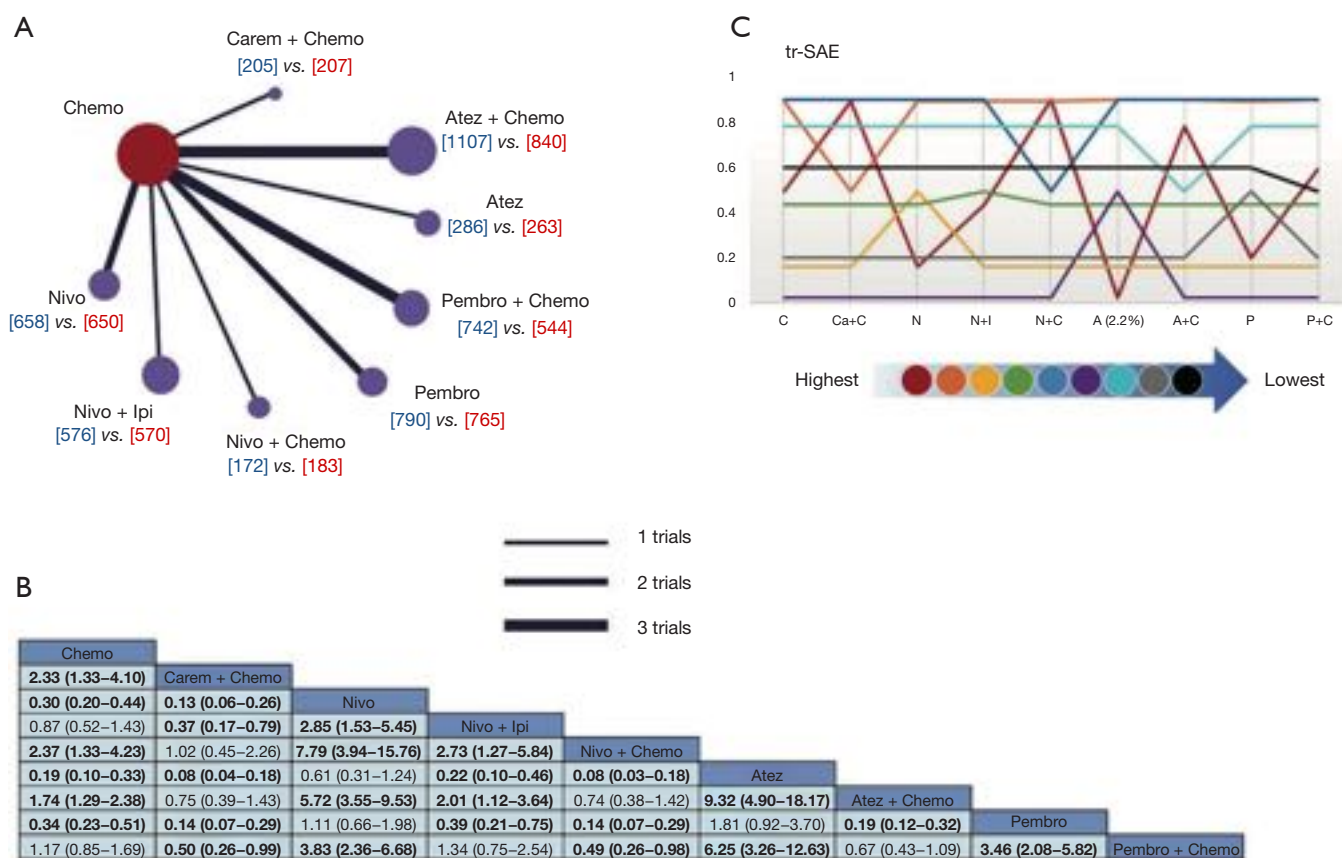 A
Carem + Chemo
[205] vs. [207]
Chemo
Atez + Chemo
[1107] vs. [840]
Atez
[286] vs. [263]
Pembro + Chemo
[742] vs. [544]
Pembro
[790] vs. [765]
Nivo + Chemo
[172] vs. [183]
Nivo + Ipi
[576] vs. [570]
Nivo
[658] vs. [650]
1 trials
2 trials
3 trials
C
tr-SAE
1
0.8
0.6
0.4
0.2
0
C Ca+C N N+I N+C A (2.2%) A+C P P+C
Highest Lowest
B
Chemo
2.33 (1.33–4.10) Carem + Chemo
0.30 (0.20–0.44) 0.13 (0.06–0.26) Nivo
0.87 (0.52–1.43) 0.37 (0.17–0.79) 2.85 (1.53–5.45) Nivo + Ipi
2.37 (1.33–4.23) 1.02 (0.45–2.26) 7.79 (3.94–15.76) 2.73 (1.27–5.84) Nivo + Chemo
0.19 (0.10–0.33) 0.08 (0.04–0.18) 0.61 (0.31–1.24) 0.22 (0.10–0.46) 0.08 (0.03–0.18) Atez
1.74 (1.29–2.38) 0.75 (0.39–1.43) 5.72 (3.55–9.53) 2.01 (1.12–3.64) 0.74 (0.38–1.42) 9.32 (4.90–18.17) Atez + Chemo
0.34 (0.23–0.51) 0.14 (0.07–0.29) 1.11 (0.66–1.98) 0.39 (0.21–0.75) 0.14 (0.07–0.29) 1.81 (0.92–3.70) 0.19 (0.12–0.32) Pembro
1.17 (0.85–1.69) 0.50 (0.26–0.99) 3.83 (2.36–6.68) 1.34 (0.75–2.54) 0.49 (0.26–0.98) 6.25 (3.26–12.63) 0.67 (0.43–1.09) 3.46 (2.08–5.82) Pembro + Chemo